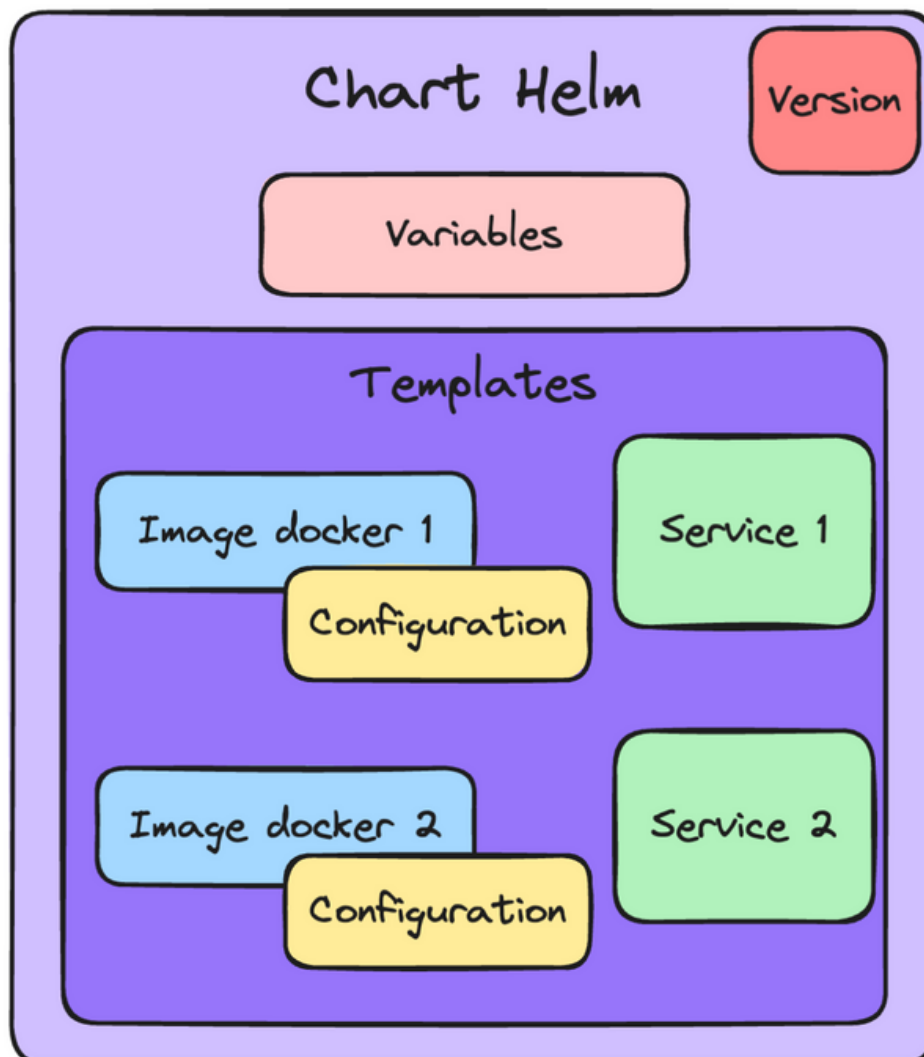 Chart Helm
Version
Variables
Templates
Image docker 1
Service 1
Configuration
Image docker 2
Service 2
Configuration